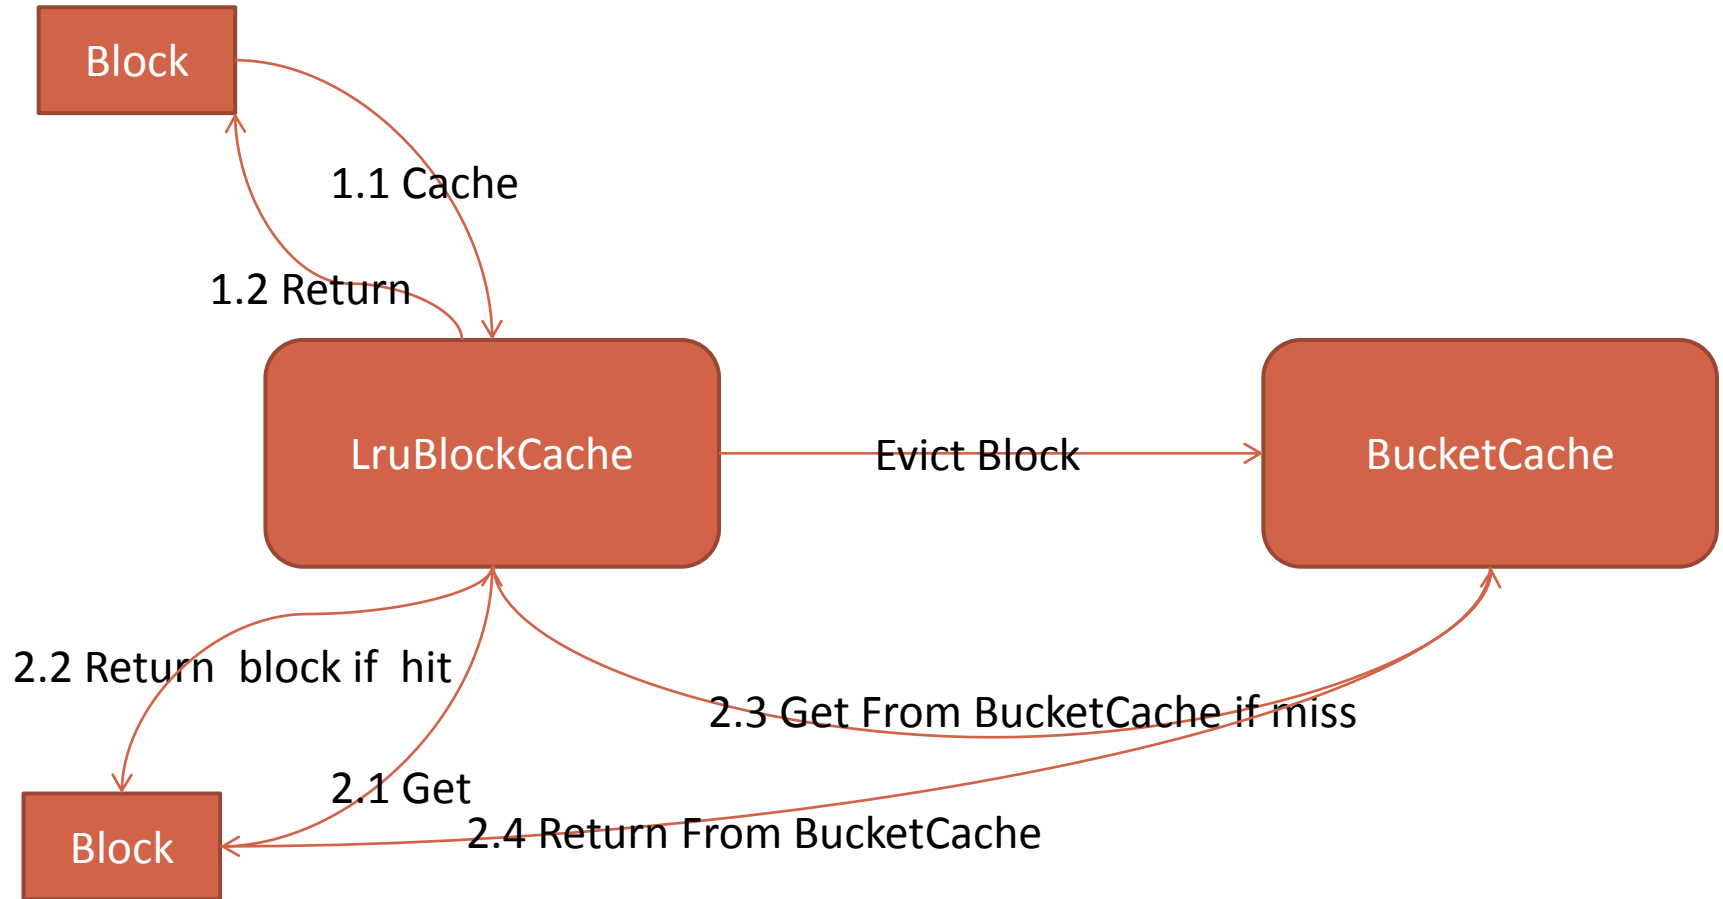 Block
1.1 Cache
1.2 Return
LruBlockCache
Evict Block
BucketCache
2.2 Return  block if  hit
2.3 Get From BucketCache if miss
2.1 Get
2.4 Return From BucketCache
Block